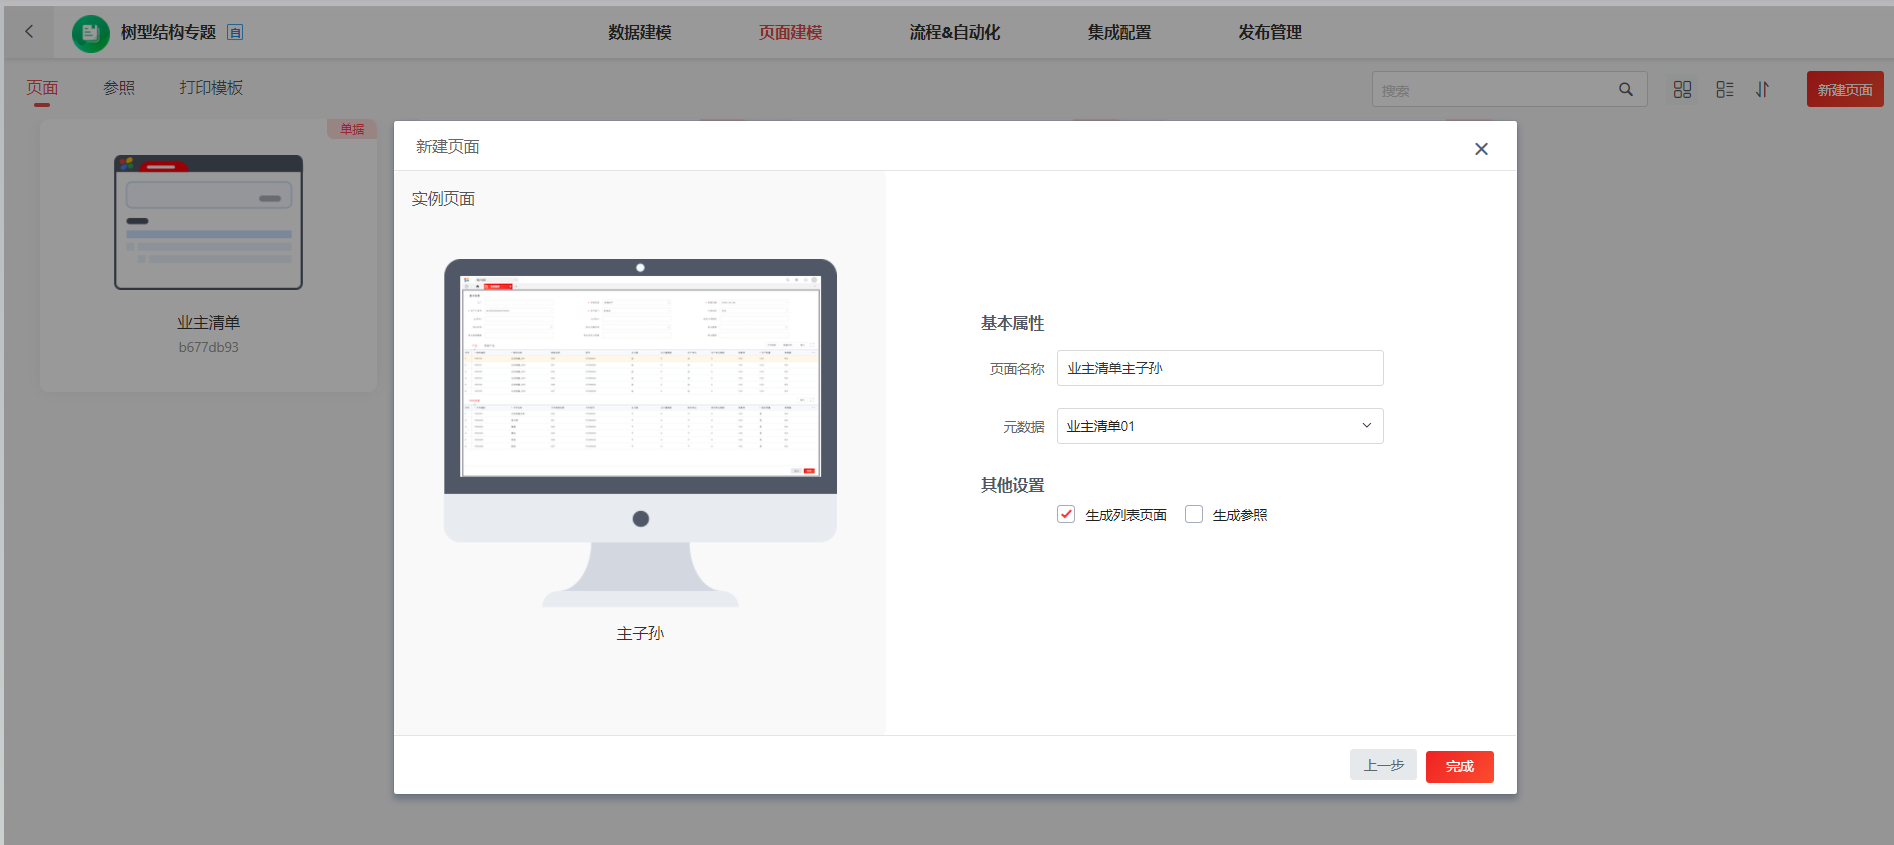 树型结构专题 自
数据建模 页面建模 流程&自动化 集成配置 发布管理
页面 参照 打印模板
搜索
新建页面
单据
业主清单
b677db93
新建页面
实例页面
主子孙
基本属性
页面名称 业主清单主子孙
元数据 业主清单01
其他设置
生成列表页面 生成参照
上一步 完成